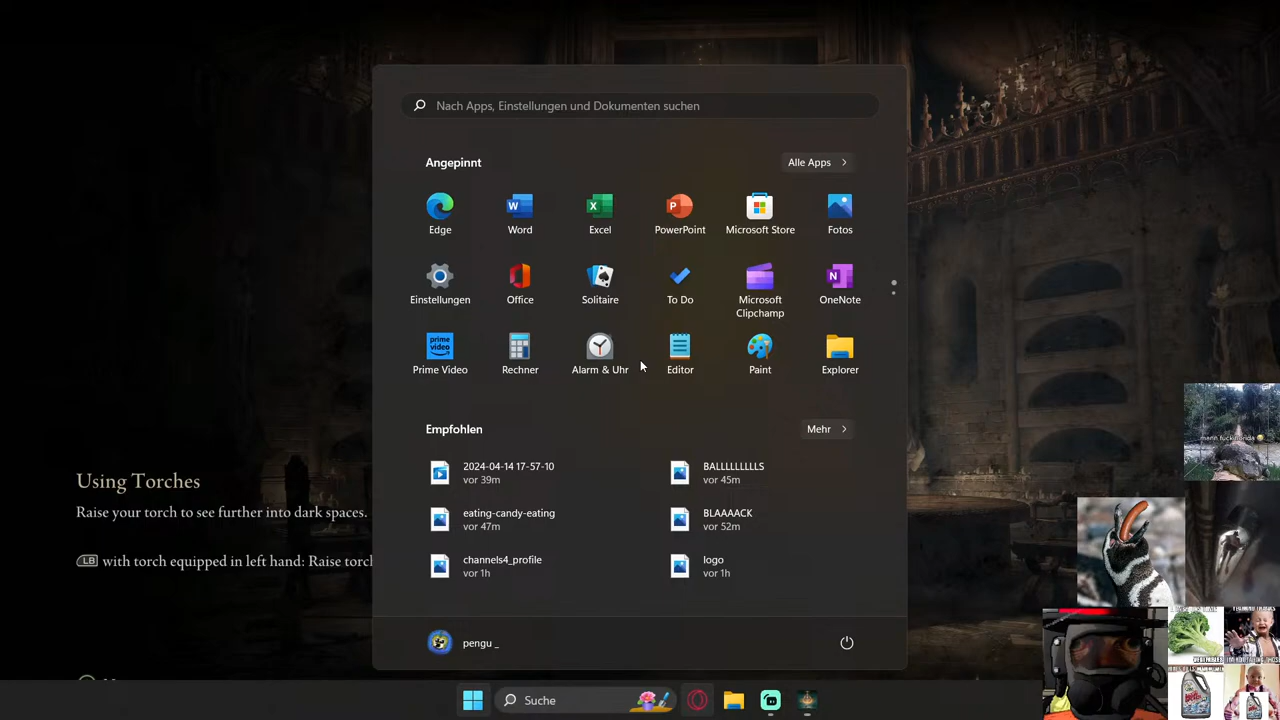 Nach Apps, Einstellungen und Dokumenten suchen
Angepinnt
Alle Apps
Edge
Word
Excel
PowerPoint
Microsoft Store
Fotos
Einstellungen
Office
Solitaire
To Do
Microsoft
Clipchamp
OneNote
prime
video
Prime Video
Rechner
Alarm & Uhr
Editor
Paint
Explorer
Empfohlen
Mehr
2024-04-14 17-57-10
vor 39m
BALLLLLLLLS
vor 45m
eating-candy-eating
vor 47m
BLAAAACK
vor 52m
channels4_profile
vor 1h
logo
vor 1h
pengu _
Using Torches
Raise your torch to see further into dark spaces.
LB with torch equipped in left hand: Raise torc
Suche